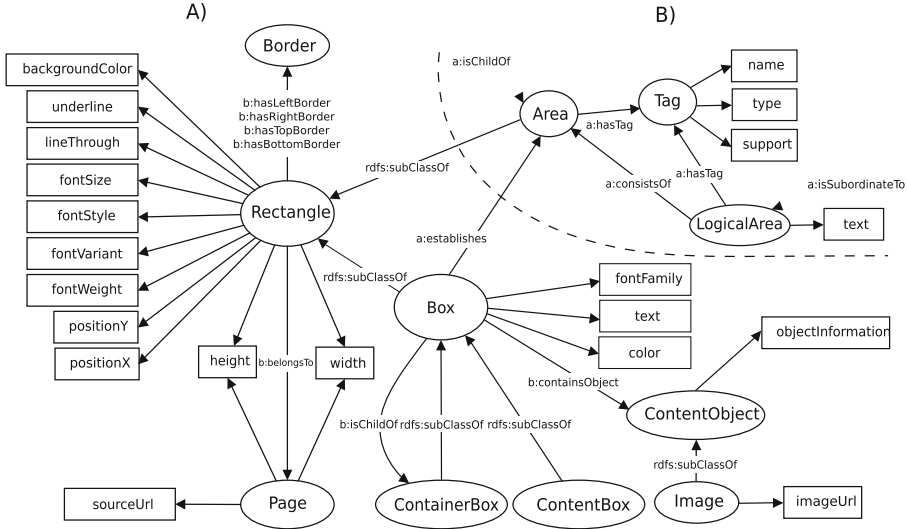 A)
B)
Border
backgroundColor
underline
lineThrough
fontSize
fontStyle
fontVariant
fontWeight
positionY
positionX
b:hasLeftBorder
b:hasRightBorder
b:hasTopBorder
b:hasBottomBorder
Rectangle
rdfs:subClassOf
a:isChildOf
Area
a:hasTag
Tag
name
type
support
a:consistsOf
a:hasTag
a:isSubordinateTo
LogicalArea
text
a:establishes
rdfs:subClassOf
Box
fontFamily
text
color
height
b:belongsTo
width
b:containsObject
objectInformation
ContentObject
b:isChildOf
rdfs:subClassOf
rdfs:subClassOf
rdfs:subClassOf
sourceUrl
Page
ContainerBox
ContentBox
Image
imageUrl